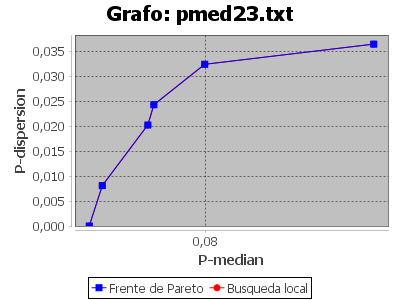 Grafo: pmed23.txt
P-dispersion
0,035
0,030
0,025
0,020
0,015
0,010
0,005
0,000
0,08
P-median
Frente de Pareto
Busqueda local